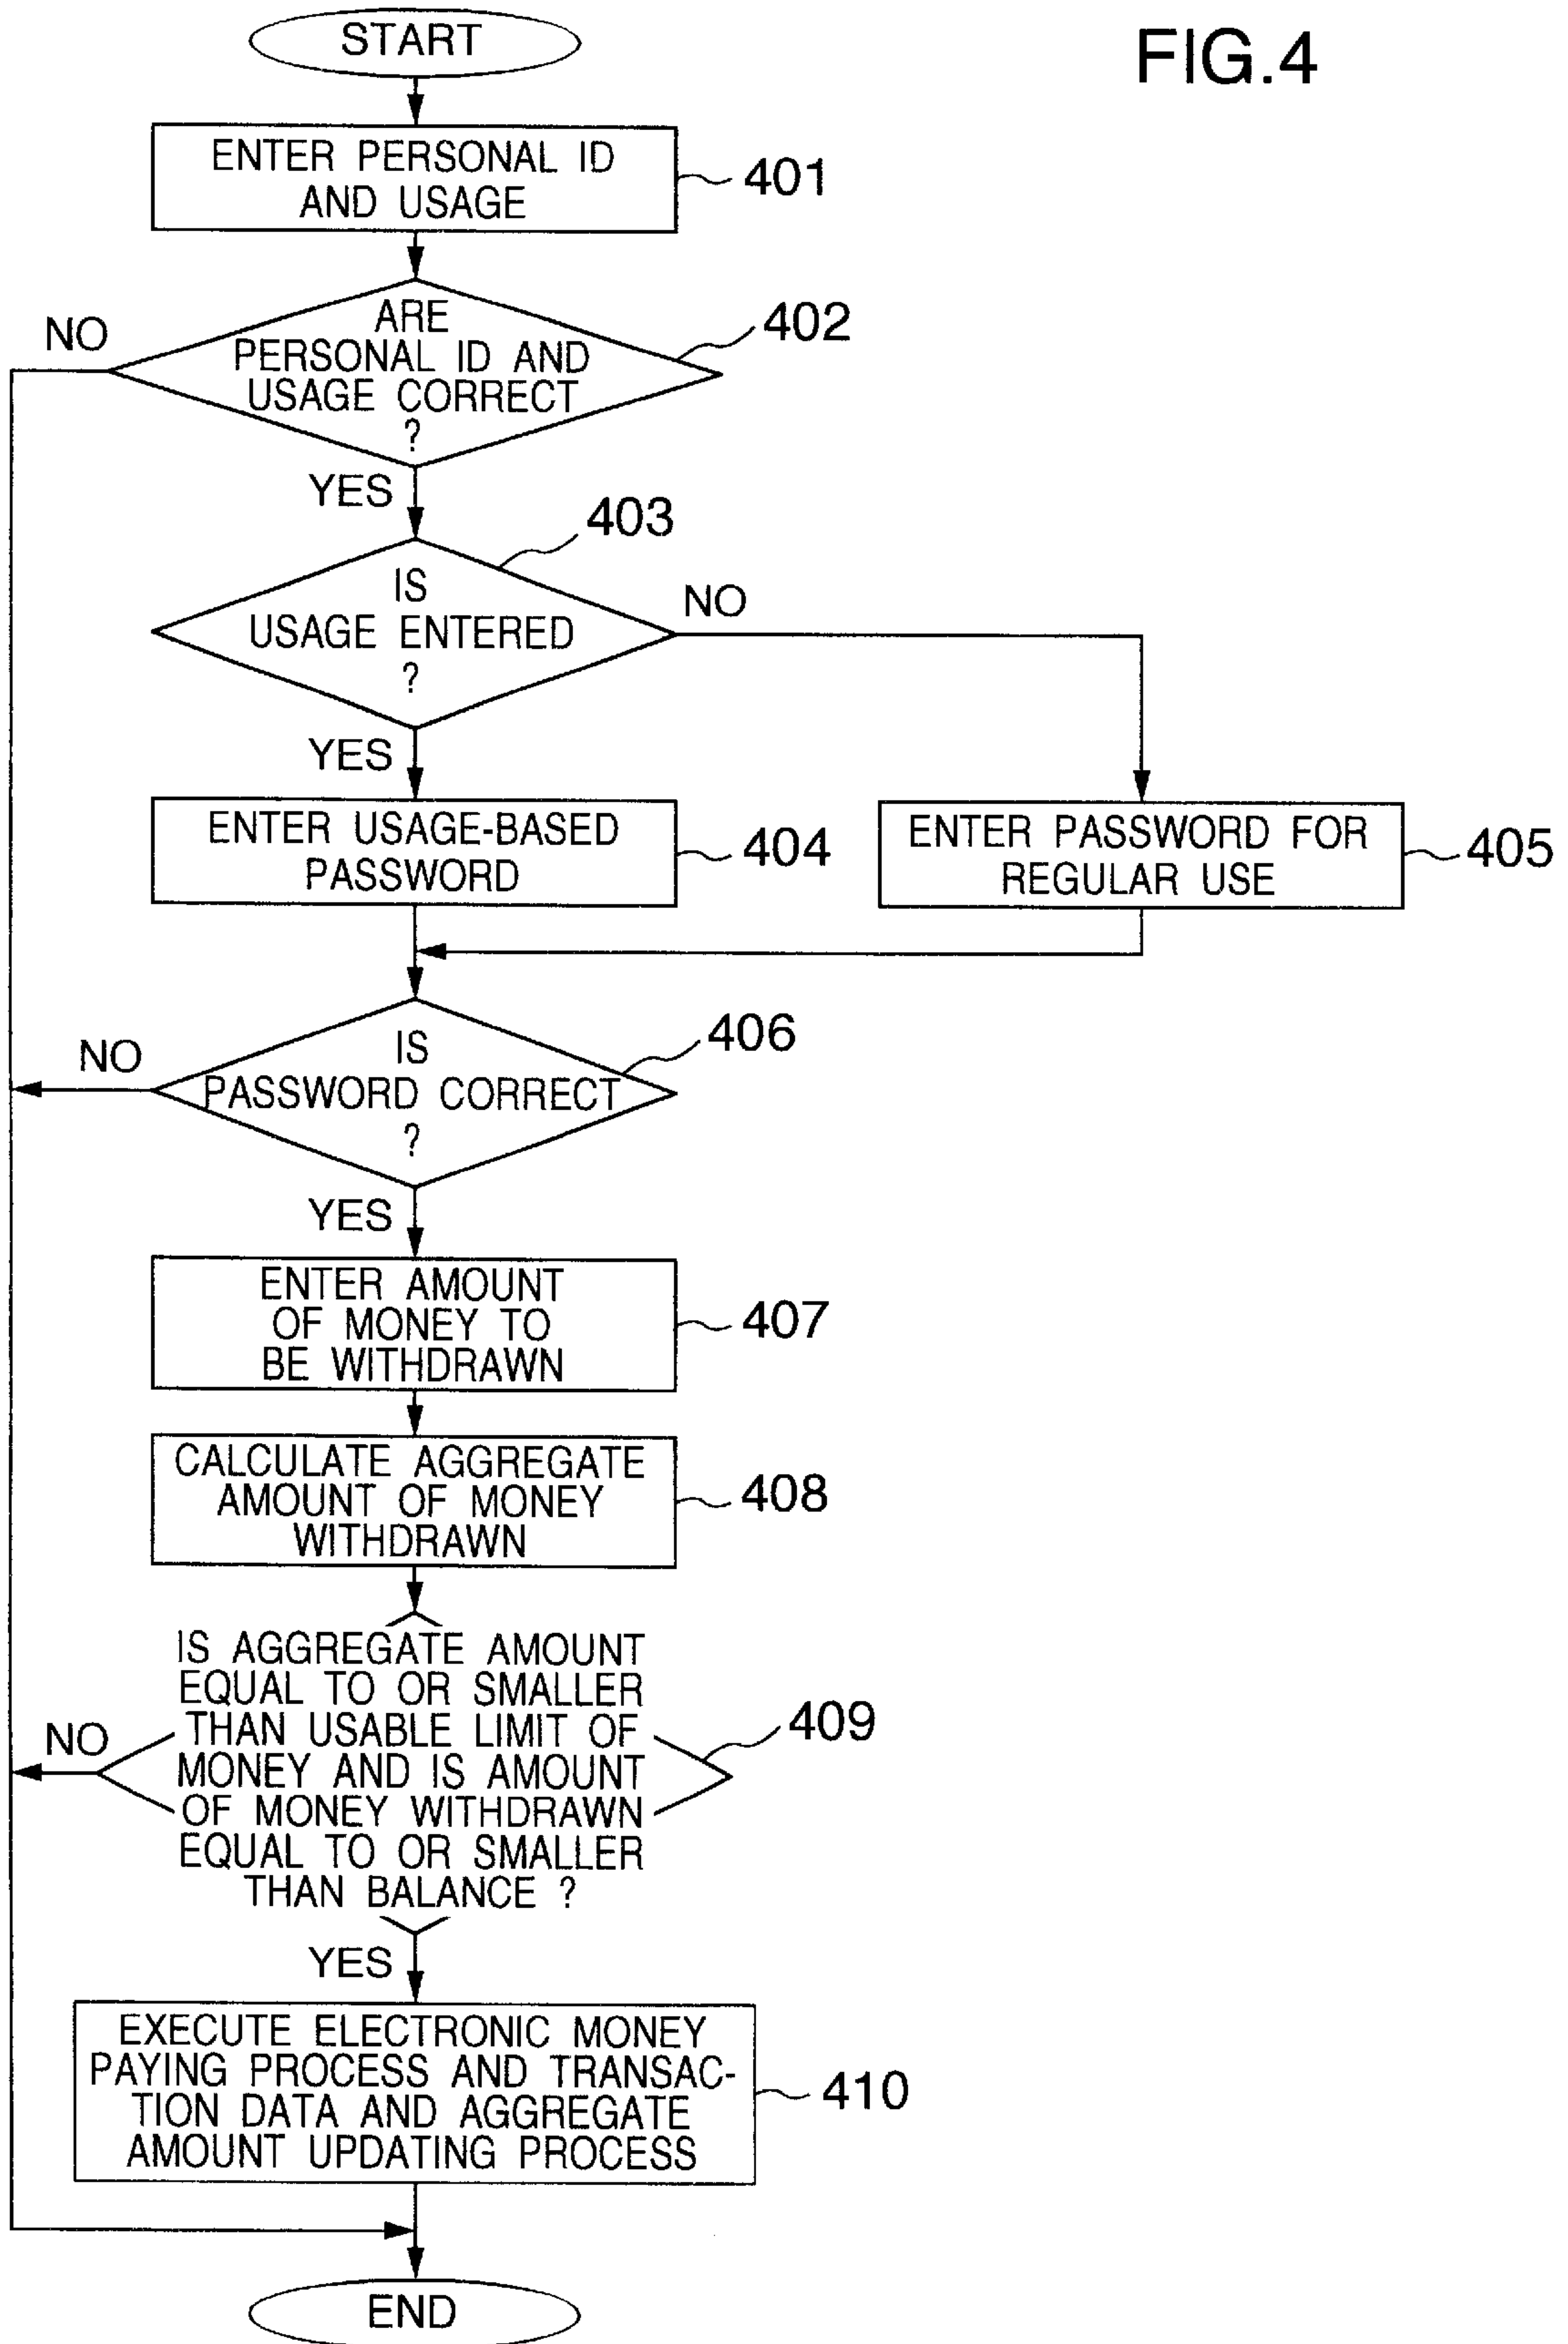 START
FIG.4
ENTER PERSONAL ID
AND USAGE
401
ARE
PERSONAL ID AND
USAGE CORRECT
?
402
NO
YES
403
IS
USAGE ENTERED
?
NO
YES
ENTER USAGE-BASED
PASSWORD
404
ENTER PASSWORD FOR
REGULAR USE
405
IS
PASSWORD CORRECT
?
406
NO
YES
ENTER AMOUNT
OF MONEY TO
BE WITHDRAWN
407
CALCULATE AGGREGATE
AMOUNT OF MONEY
WITHDRAWN
408
IS AGGREGATE AMOUNT
EQUAL TO OR SMALLER
THAN USABLE LIMIT OF
MONEY AND IS AMOUNT
OF MONEY WITHDRAWN
EQUAL TO OR SMALLER
THAN BALANCE ?
409
NO
YES
EXECUTE ELECTRONIC MONEY
PAYING PROCESS AND TRANSAC-
TION DATA AND AGGREGATE
AMOUNT UPDATING PROCESS
410
END